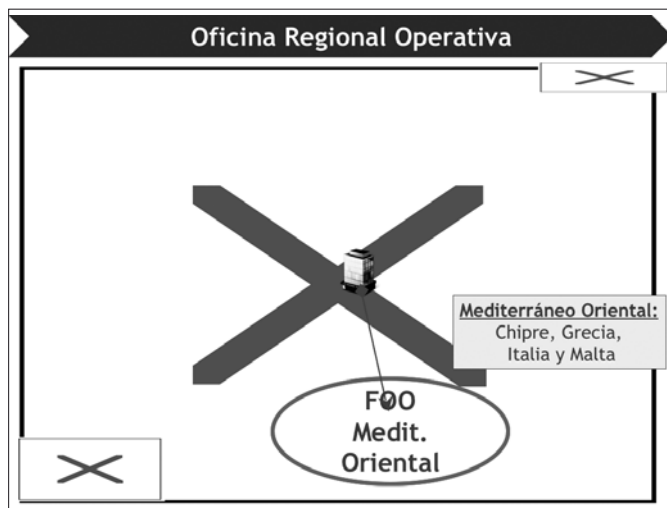 Oficina Regional Operativa
Mediterráneo Oriental:
Chipre, Grecia,
Italia y Malta
FOO
Medit.
Oriental